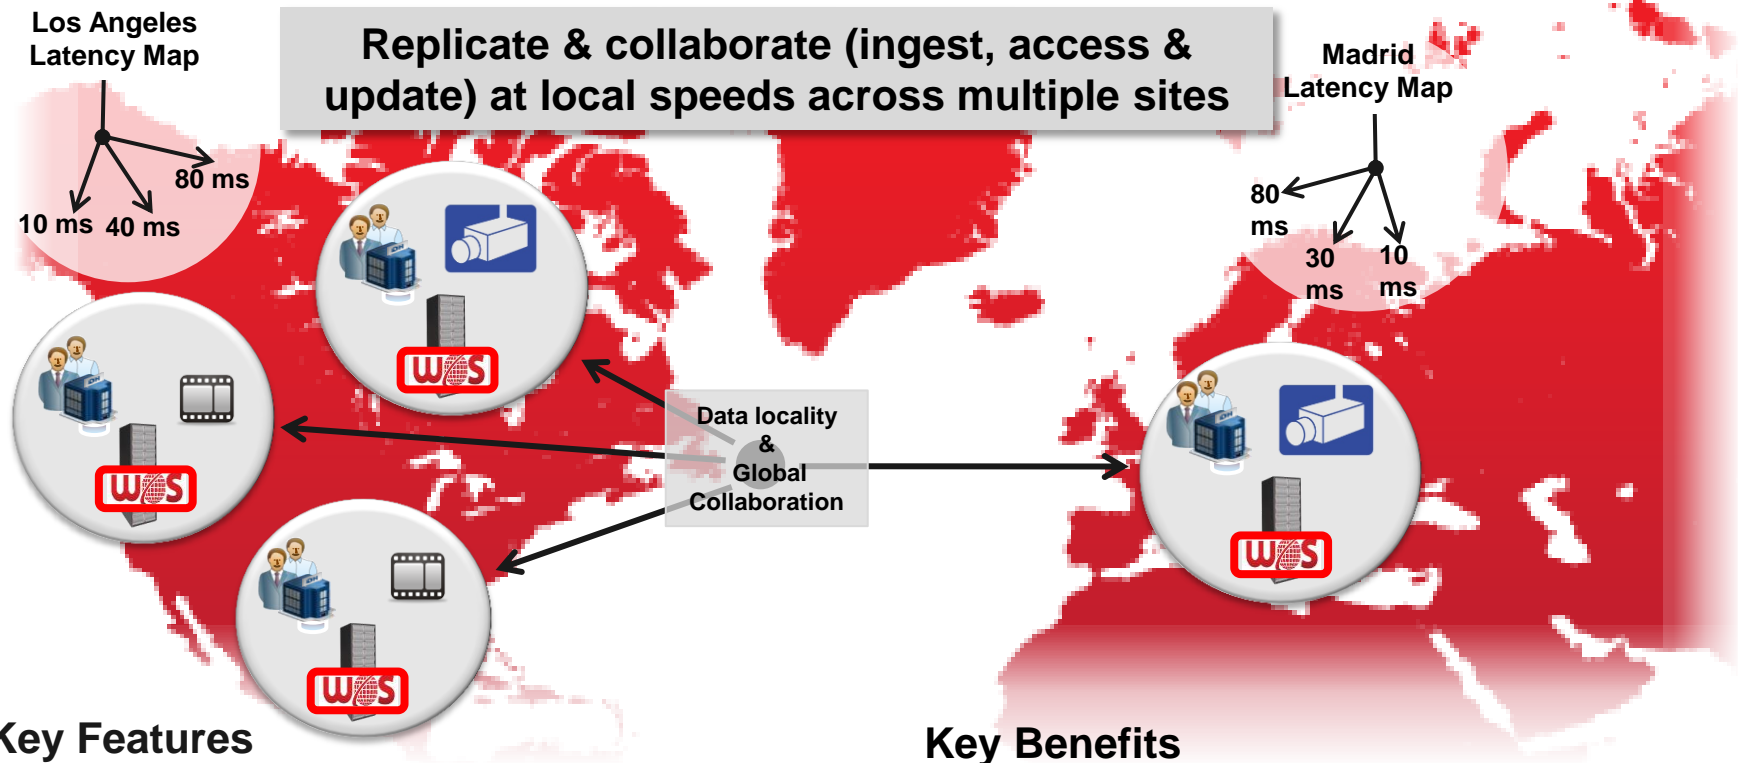 Los Angeles
Latency Map
Replicate & collaborate (ingest, access &
update) at local speeds across multiple sites
Madrid
Latency Map
80 ms
10 ms
40 ms
80
ms
30
ms
10
ms
WOS
WOS
WOS
WOS
Data locality
&
Global
Collaboration
Key Features
Key Benefits